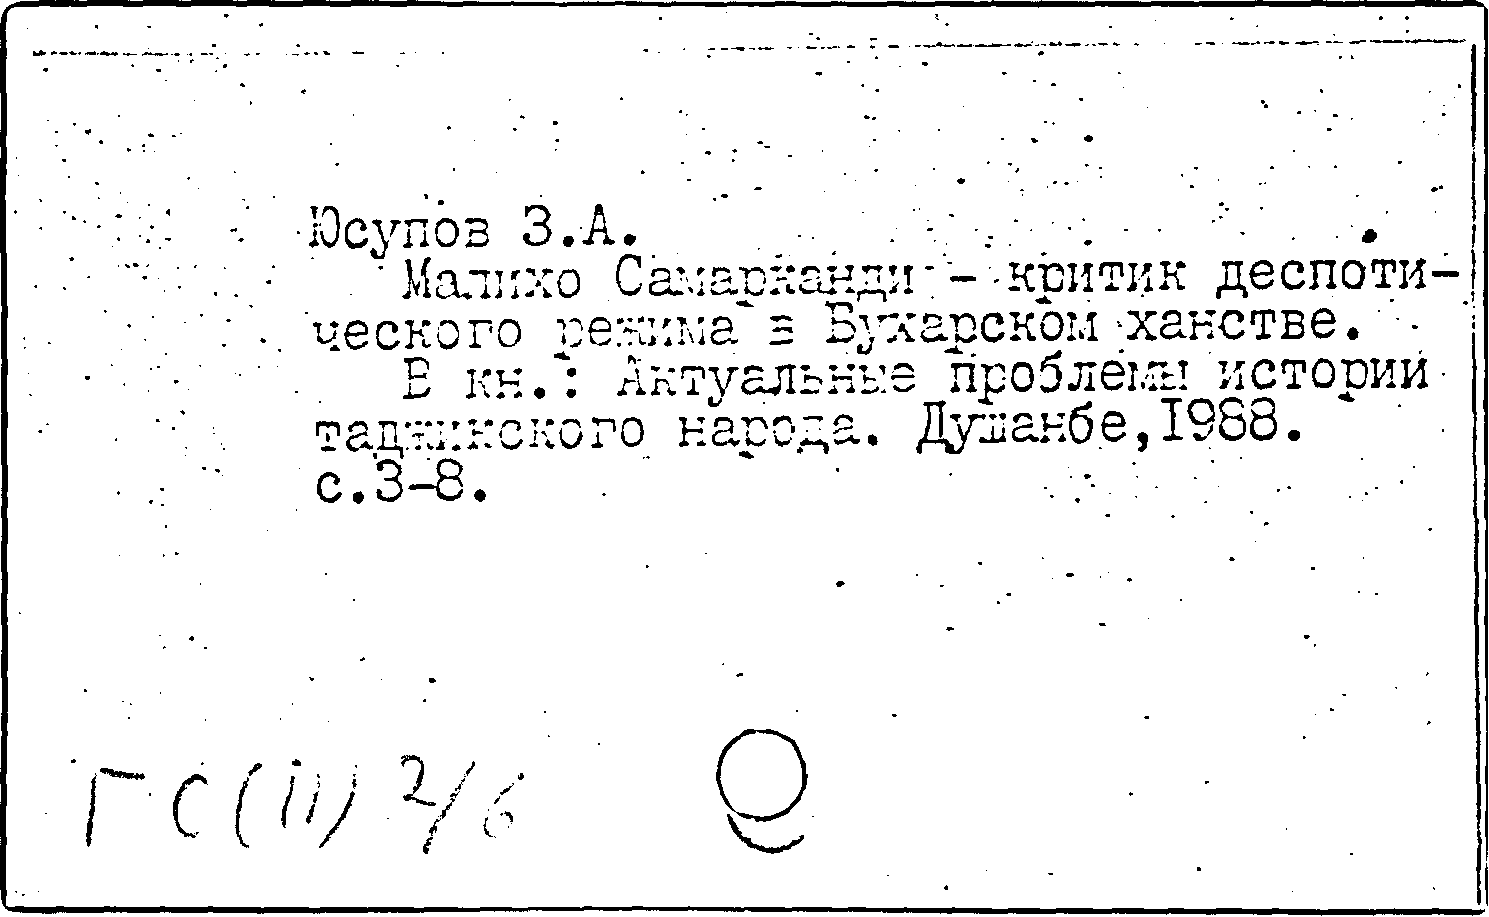 Юсупов З.А.
Малихо Самарканди - критик деспоти-
ческого режима в Бухарском ханстве.
В кн.: Актуальные проблемы истории
таджикского народа. Душанбе,I988.
с.3-8.
ГС(II) 2/6